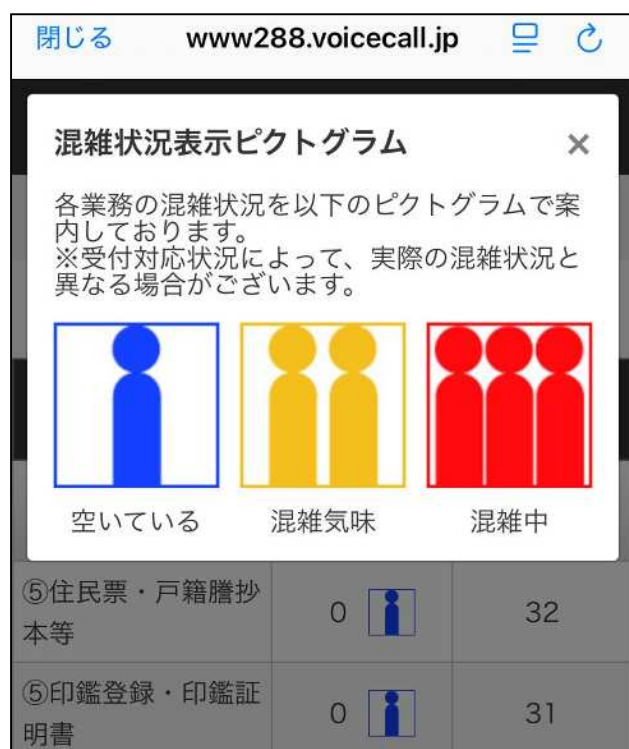 閉じる www288.voicecall.jp
混雑状況表示ピクトグラム ×
各業務の混雑状況を以下のピクトグラムで案
内しております。
※受付対応状況によって、実際の混雑状況と
異なる場合がございます。
空いている 混雑気味 混雑中
⑤住民票・戸籍謄抄
本等 0 32
⑤印鑑登録・印鑑証
明書 0 31